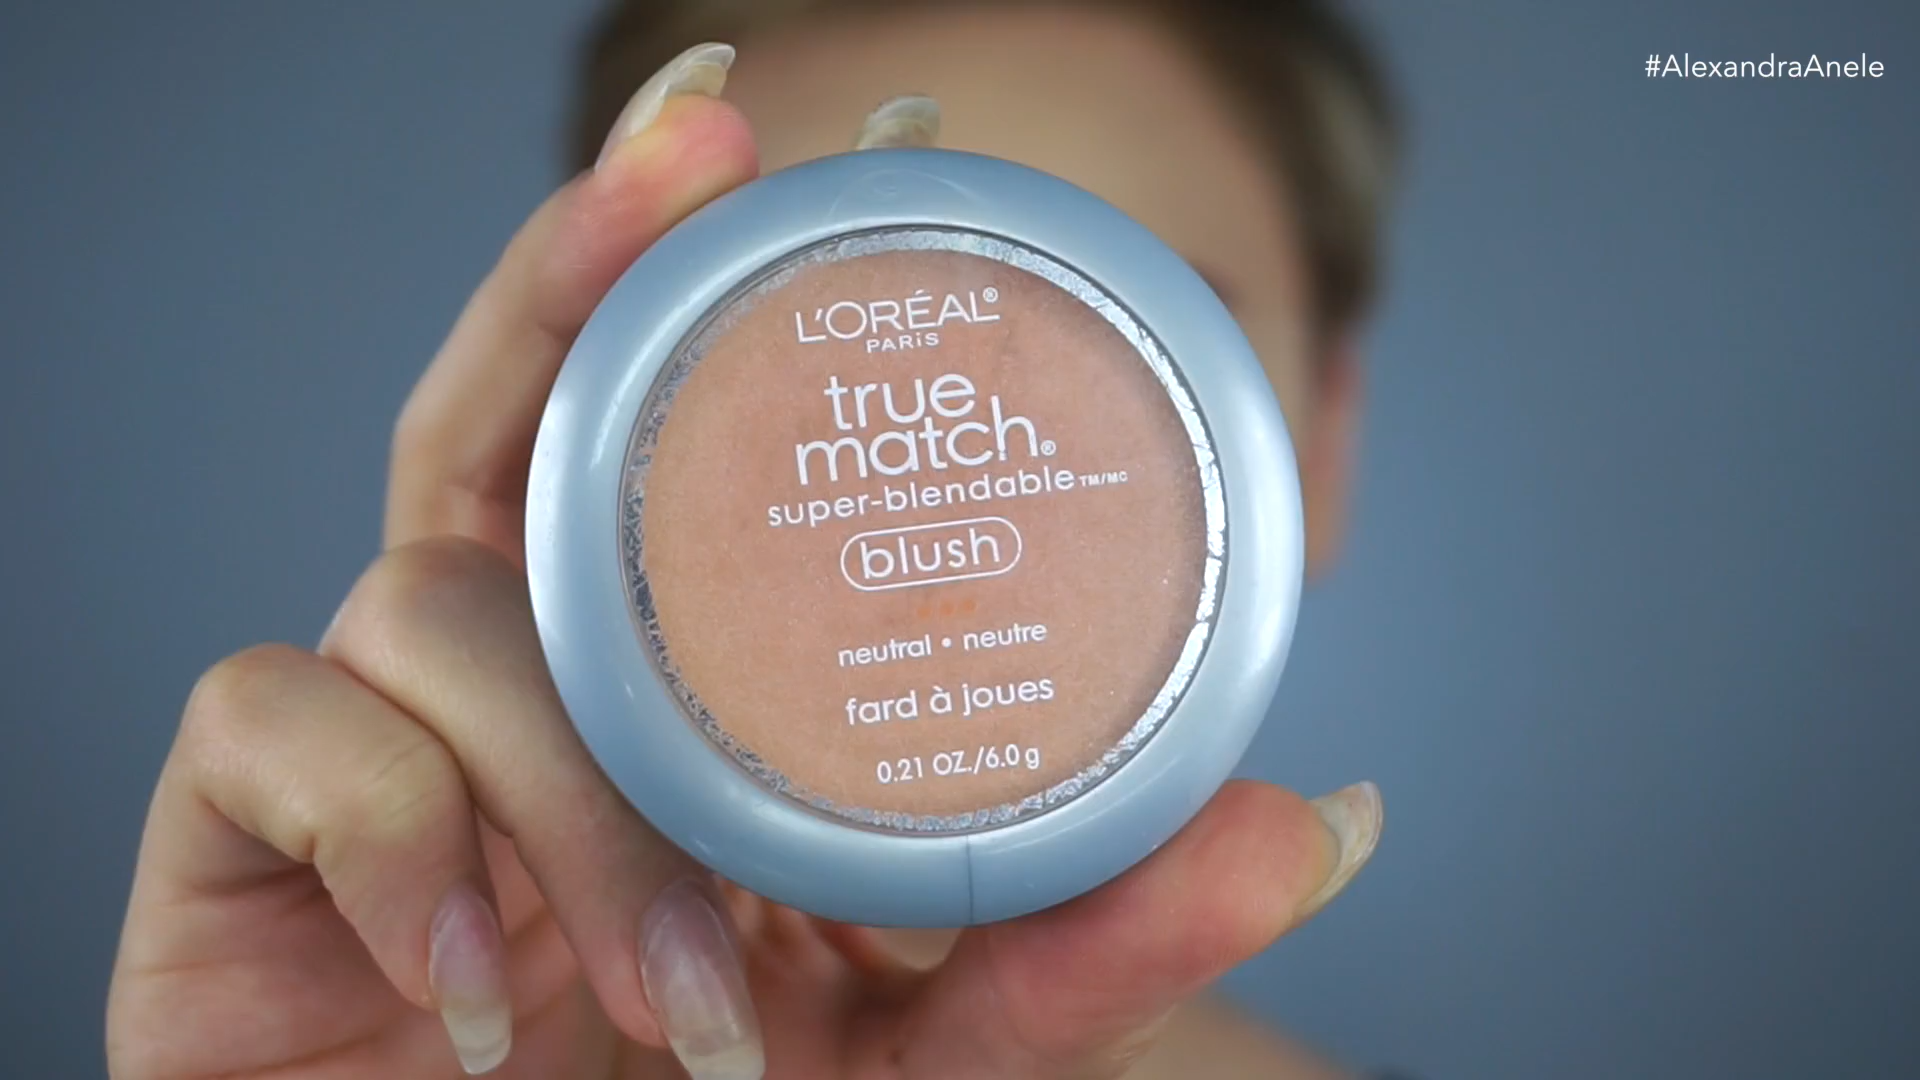 #AlexandraAnele
L'ORÉAL®
PARiS
true
match®
super-blendable™/MC
blush
neutral • neutre
fard à joues
0.21 OZ./6.0 g